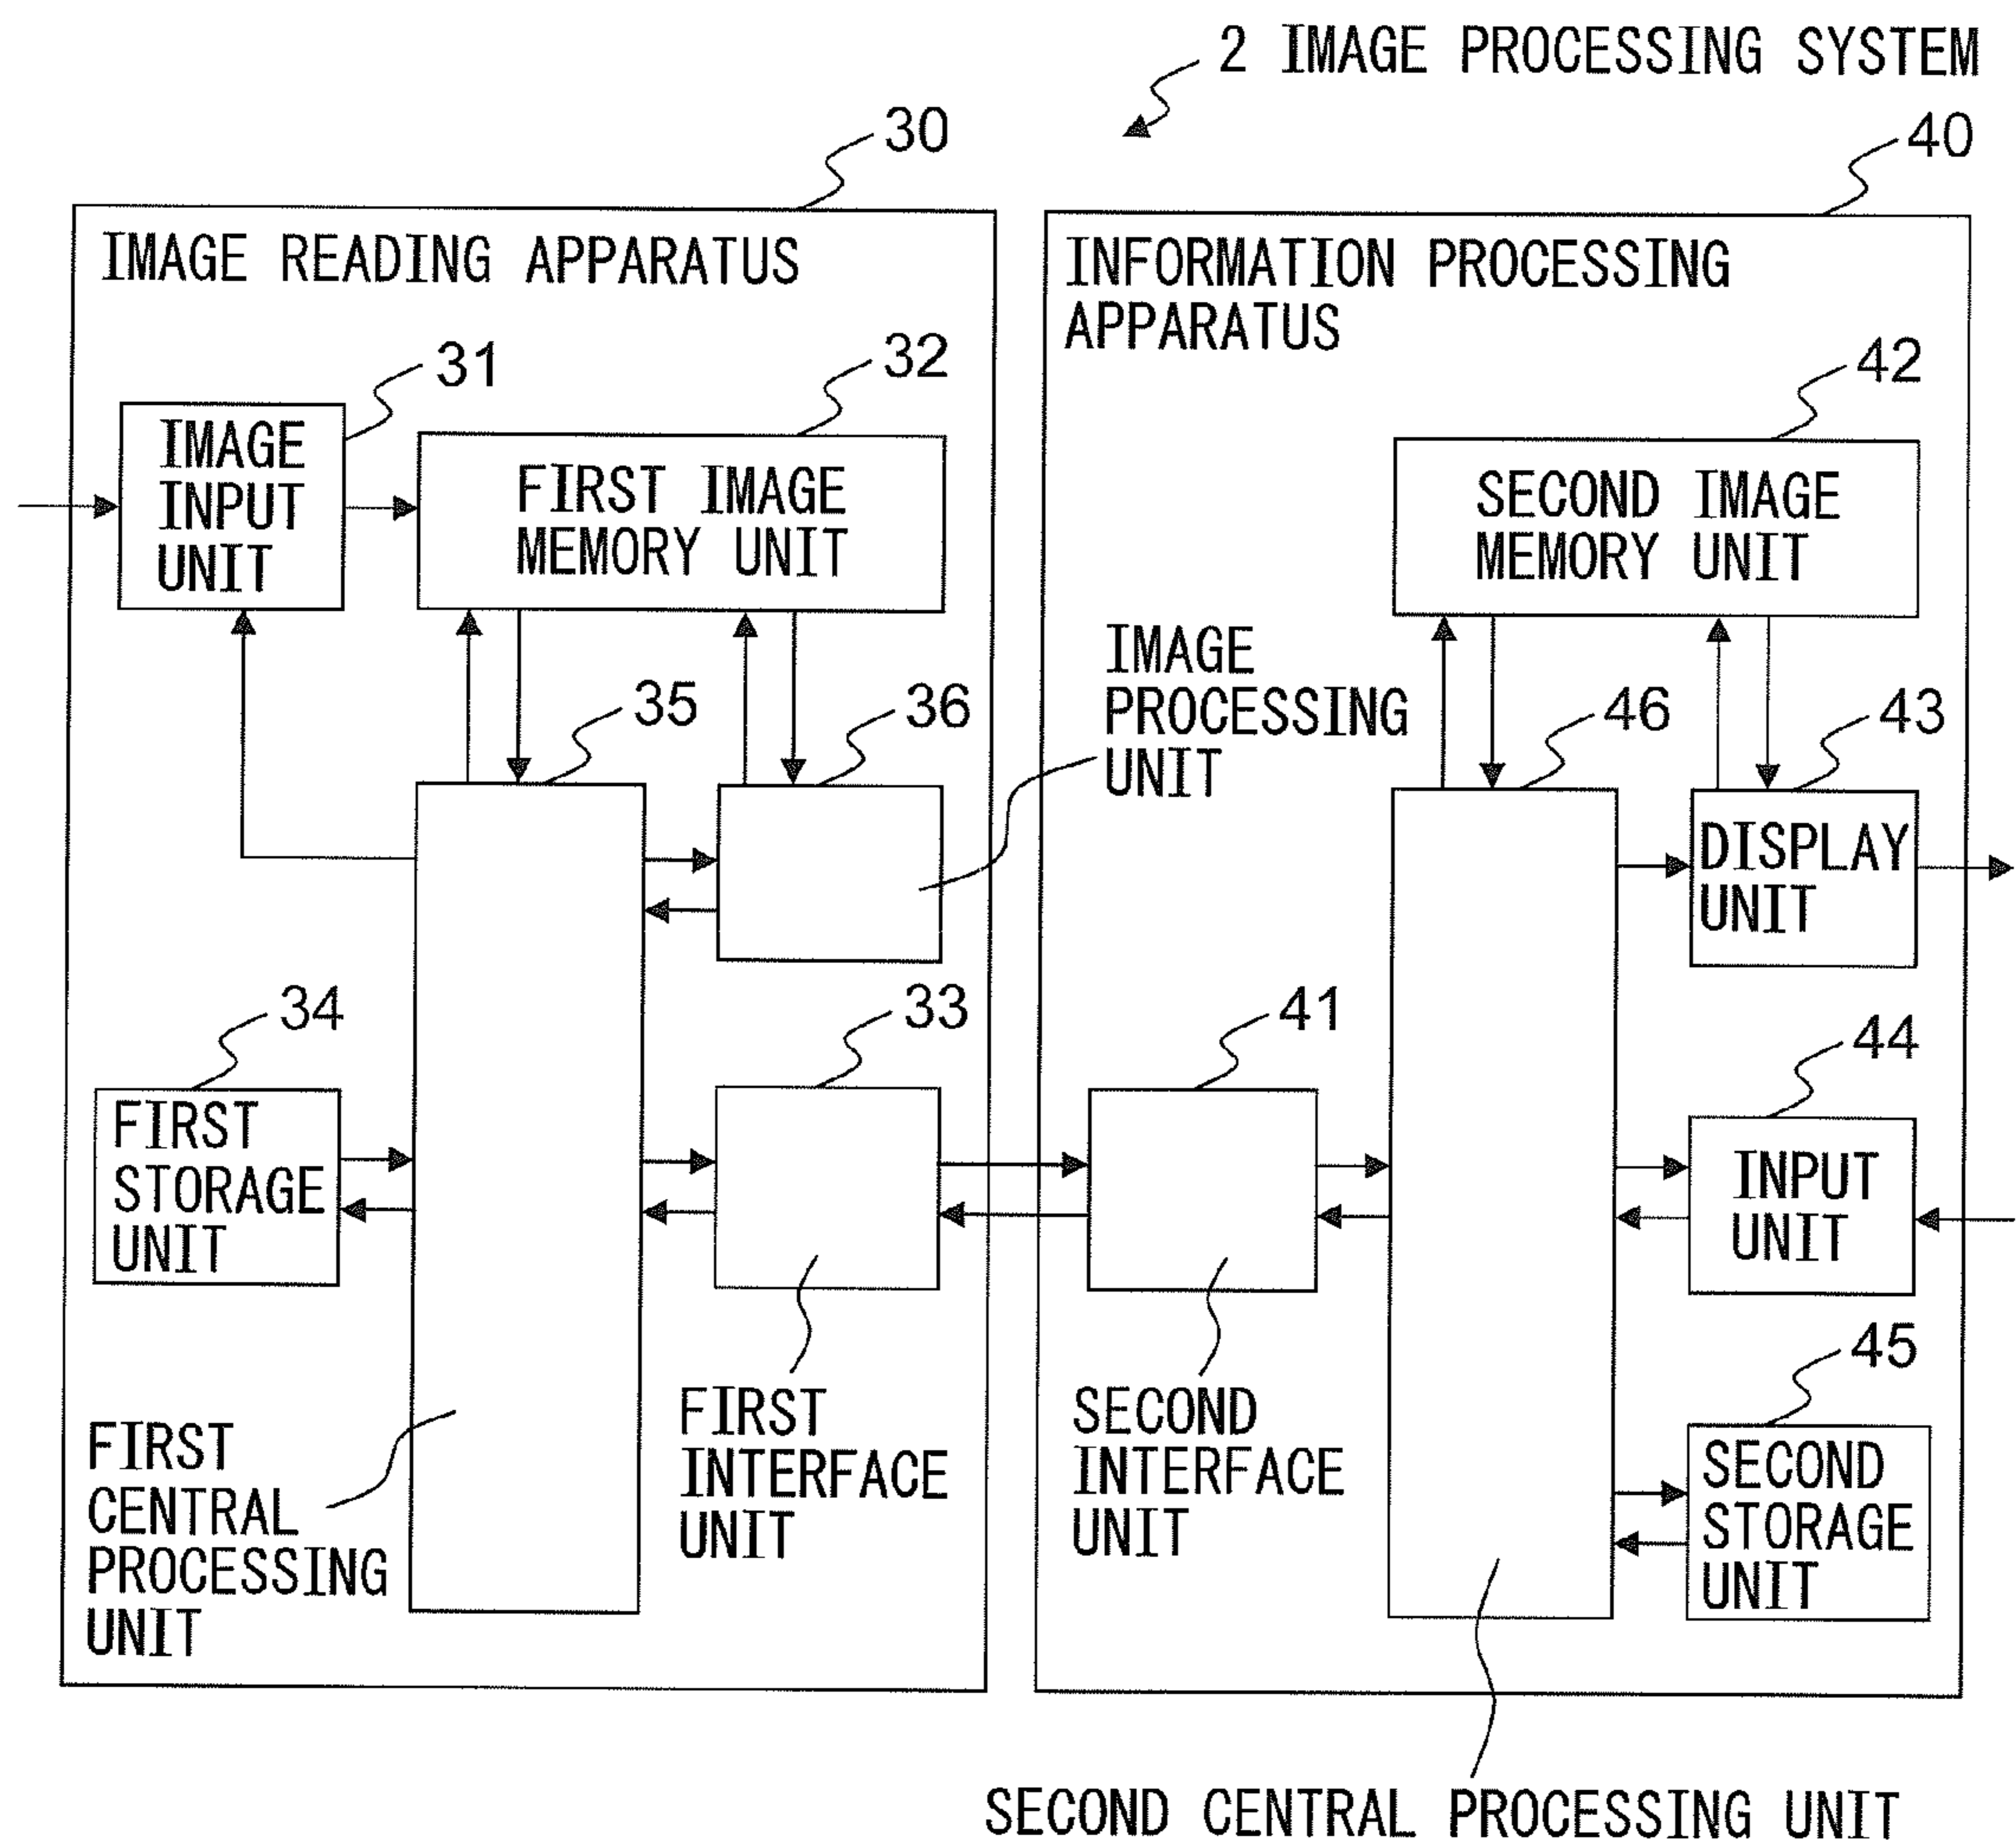 2 IMAGE PROCESSING SYSTEM
30
40
IMAGE READING APPARATUS
INFORMATION PROCESSING
APPARATUS
31
32
42
IMAGE
INPUT
UNIT
FIRST IMAGE
MEMORY UNIT
SECOND IMAGE
MEMORY UNIT
IMAGE
PROCESSING
UNIT
35
36
46
43
DISPLAY
UNIT
34
33
41
44
FIRST
STORAGE
UNIT
INPUT
UNIT
45
FIRST
CENTRAL
PROCESSING
UNIT
FIRST
INTERFACE
UNIT
SECOND
INTERFACE
UNIT
SECOND
STORAGE
UNIT
SECOND CENTRAL PROCESSING UNIT